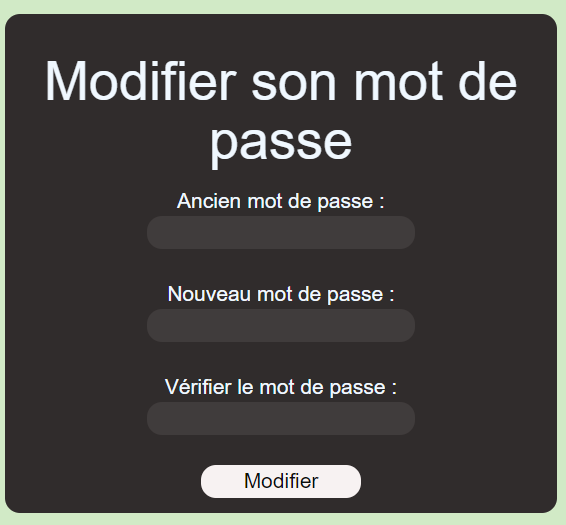 Modifier son mot de
passe
Ancien mot de passe :
Nouveau mot de passe :
Vérifier le mot de passe :
Modifier